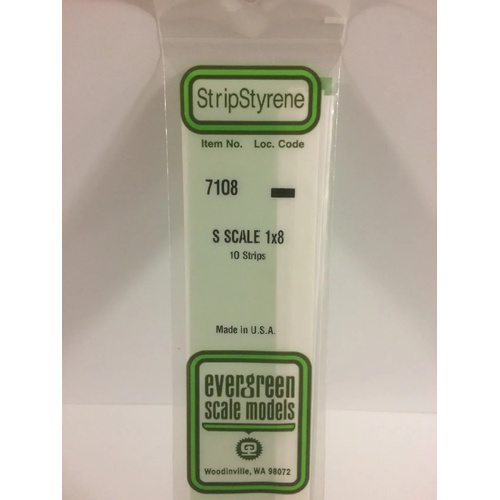 StripStyrene
Item No. Loc. Code
7108
S SCALE 1x8
10 Strips
Made in U.S.A.
evergreen
scale models
Woodinville, WA 98072